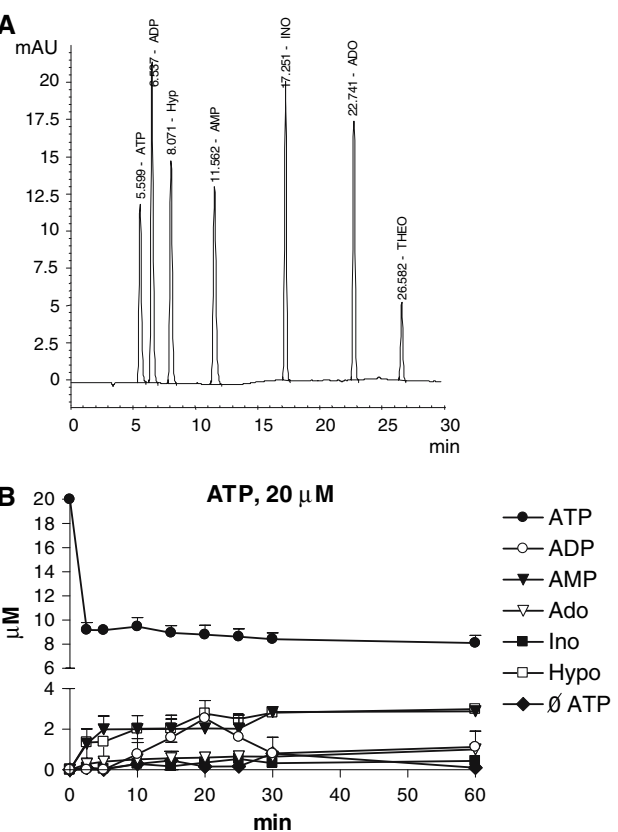 A
mAU
20
17.5
15
12.5
10
7.5
5
2.5
0
5.599 - ATP
6.537 - ADP
8.071 - Hyp
11.562 - AMP
17.251 - INO
22.741 - ADO
26.582 - THEO
0 5 10 15 20 25 30
min
B
ATP, 20 μM
μM
20
18
16
14
12
10
8
6
4
2
0
0 10 20 30 40 50 60
min
ATP
ADP
AMP
Ado
Ino
Hypo
Ø ATP